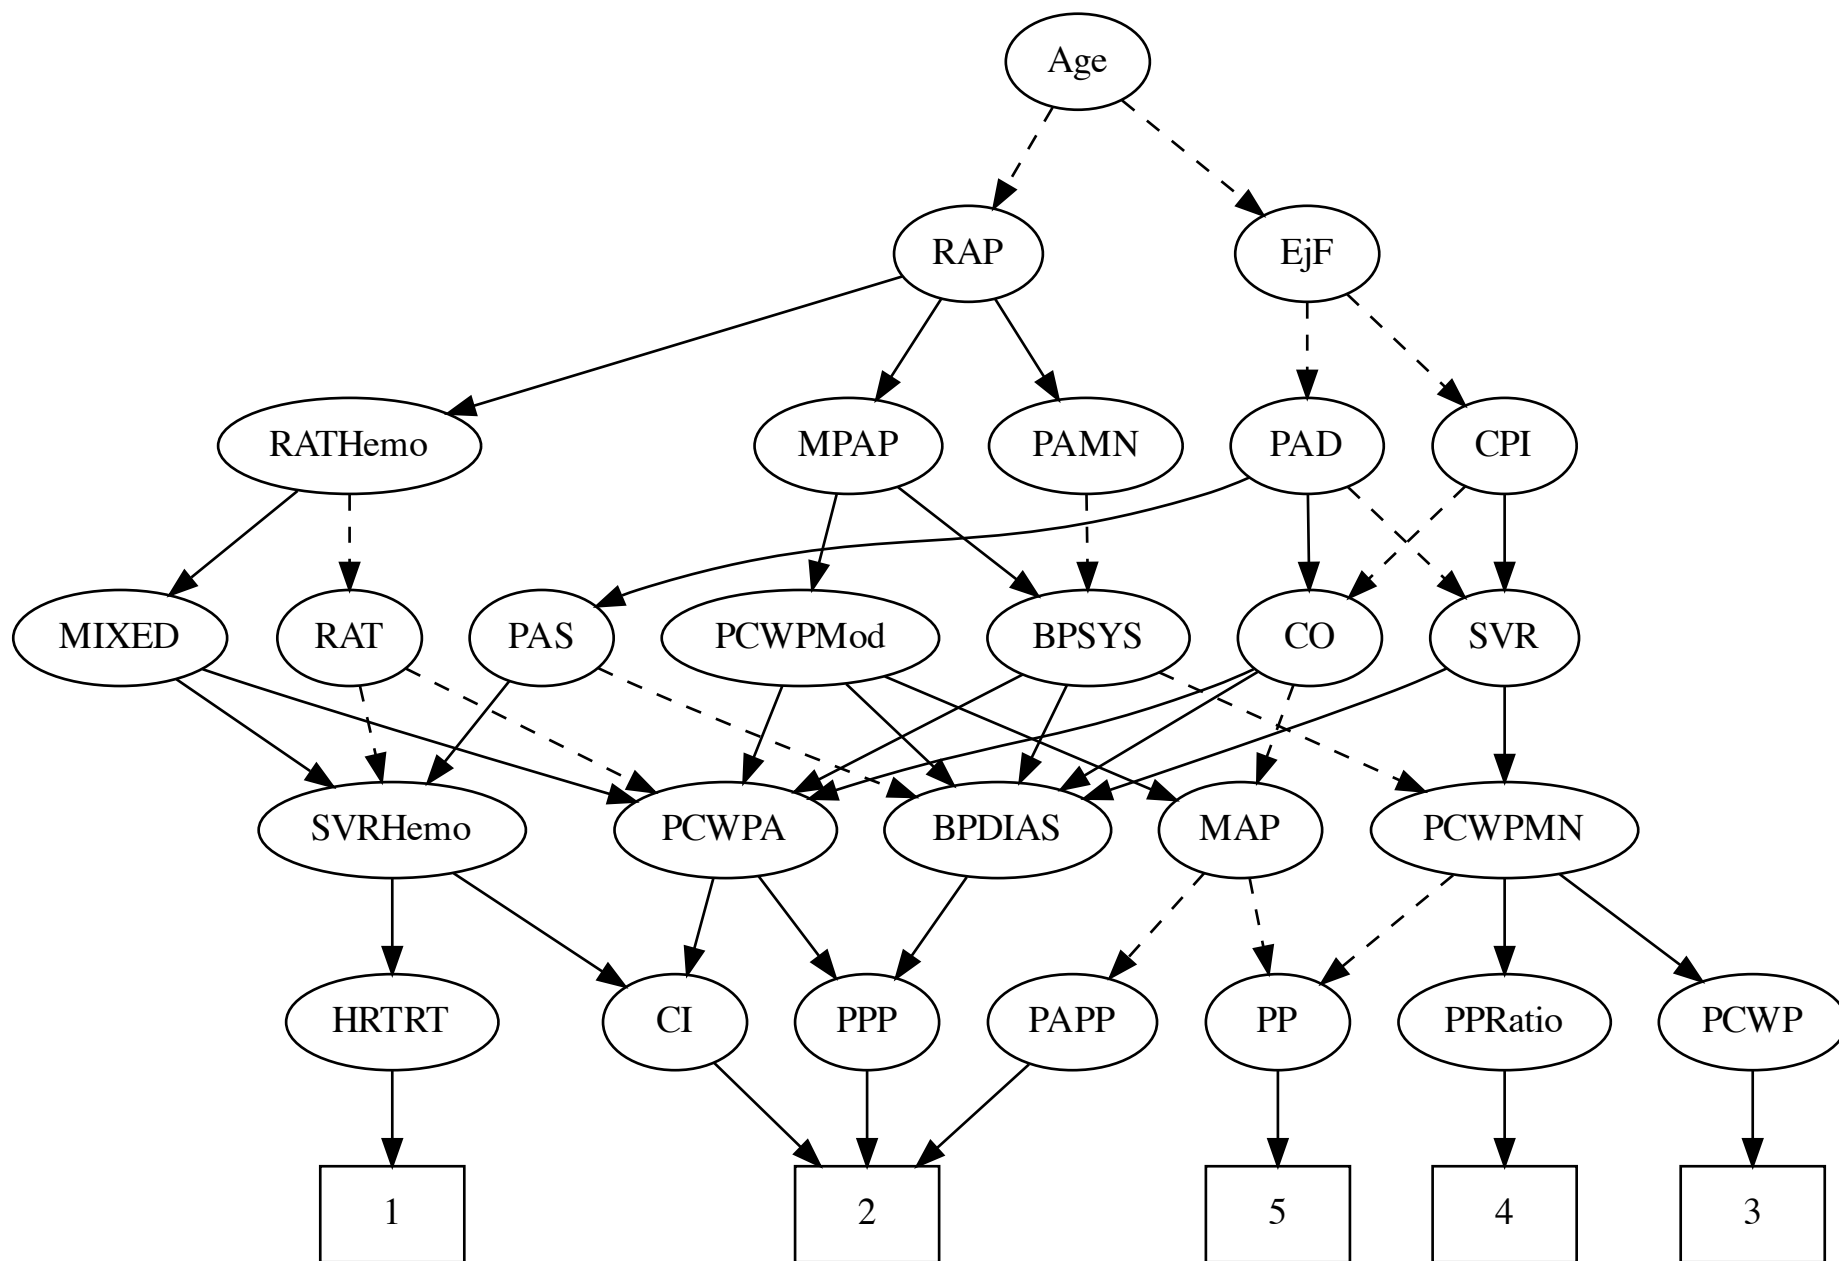 Age
RAP
EjF
RATHemo
MPAP
PAMN
PAD
CPI
MIXED
RAT
PAS
PCWPMod
BPSYS
CO
SVR
SVRHemo
PCWPA
BPDIAS
MAP
PCWPMN
HRTRT
CI
PPP
PAPP
PP
PPRatio
PCWP
1
2
5
4
3